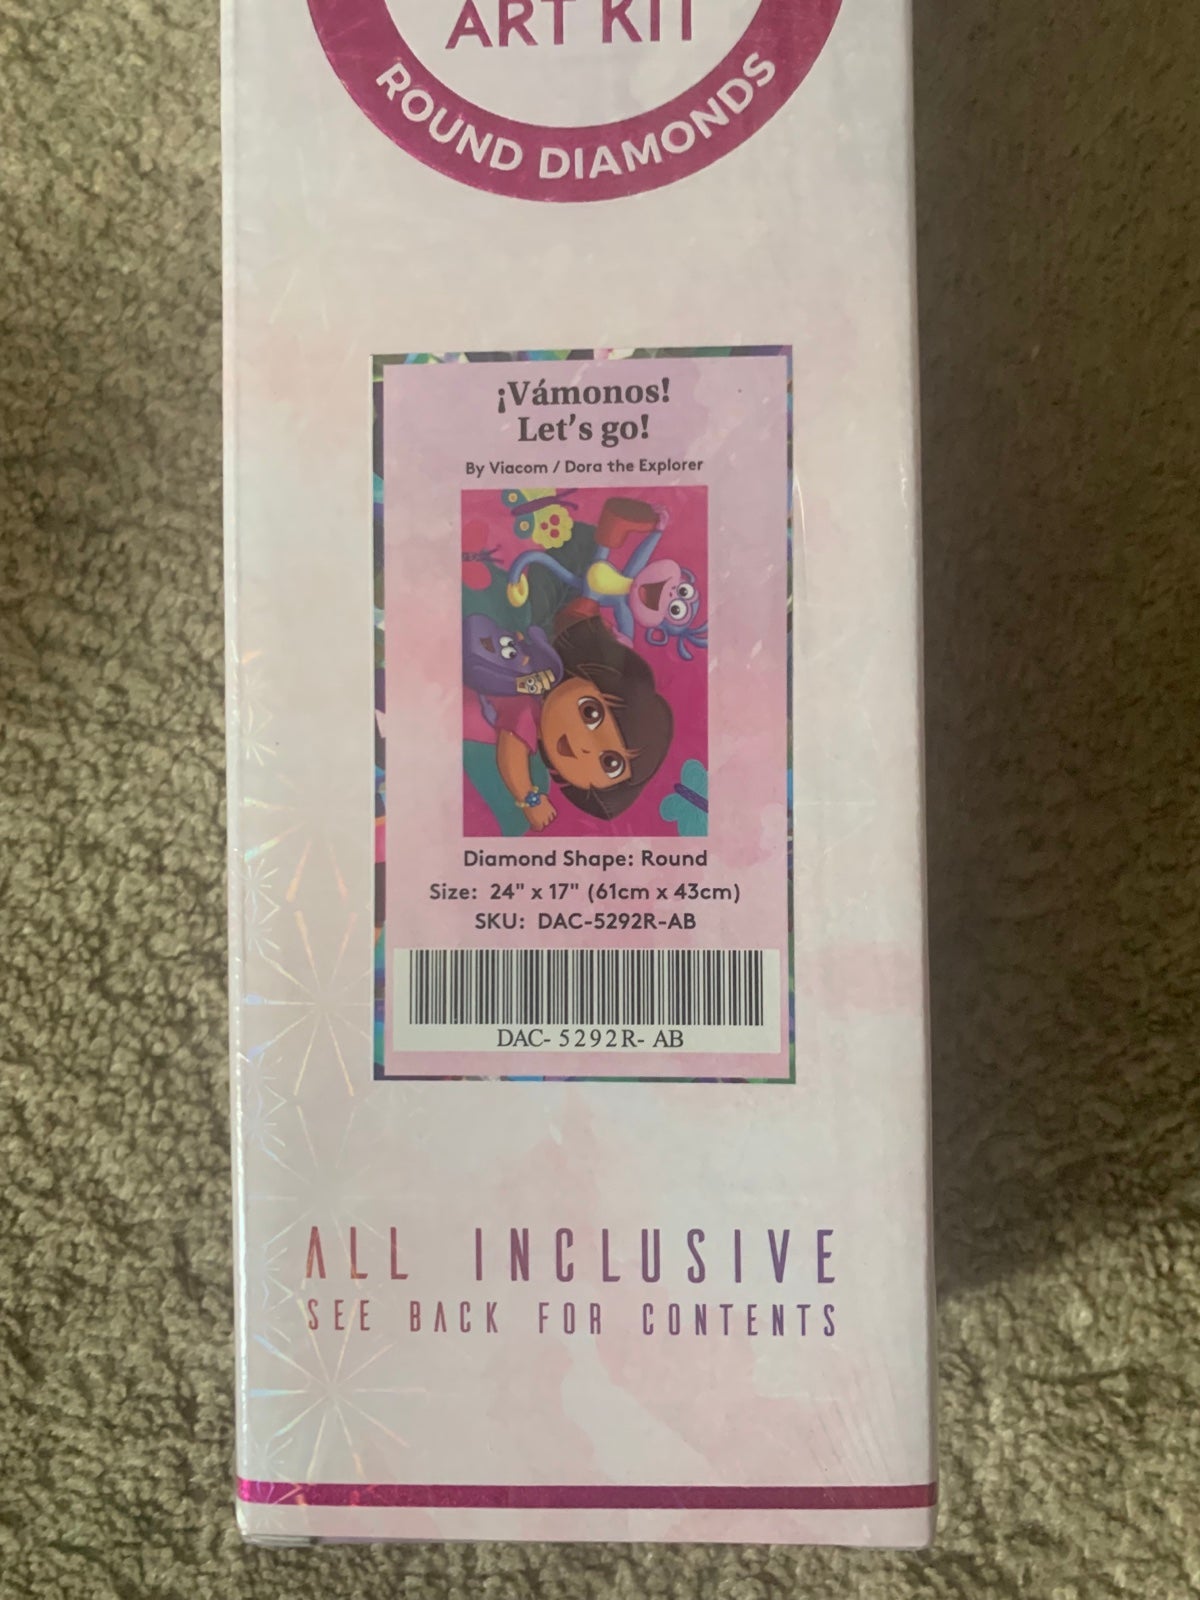 ART KIT
ROUND DIAMONDS
¡Vámonos!
Let's go!
By Viacom / Dora the Explorer
Diamond Shape: Round
Size: 24" x 17" (61cm x 43cm)
SKU: DAC-5292R-AB
DAC- 5292R- AB
ALL INCLUSIVE
SEE BACK FOR CONTENTS